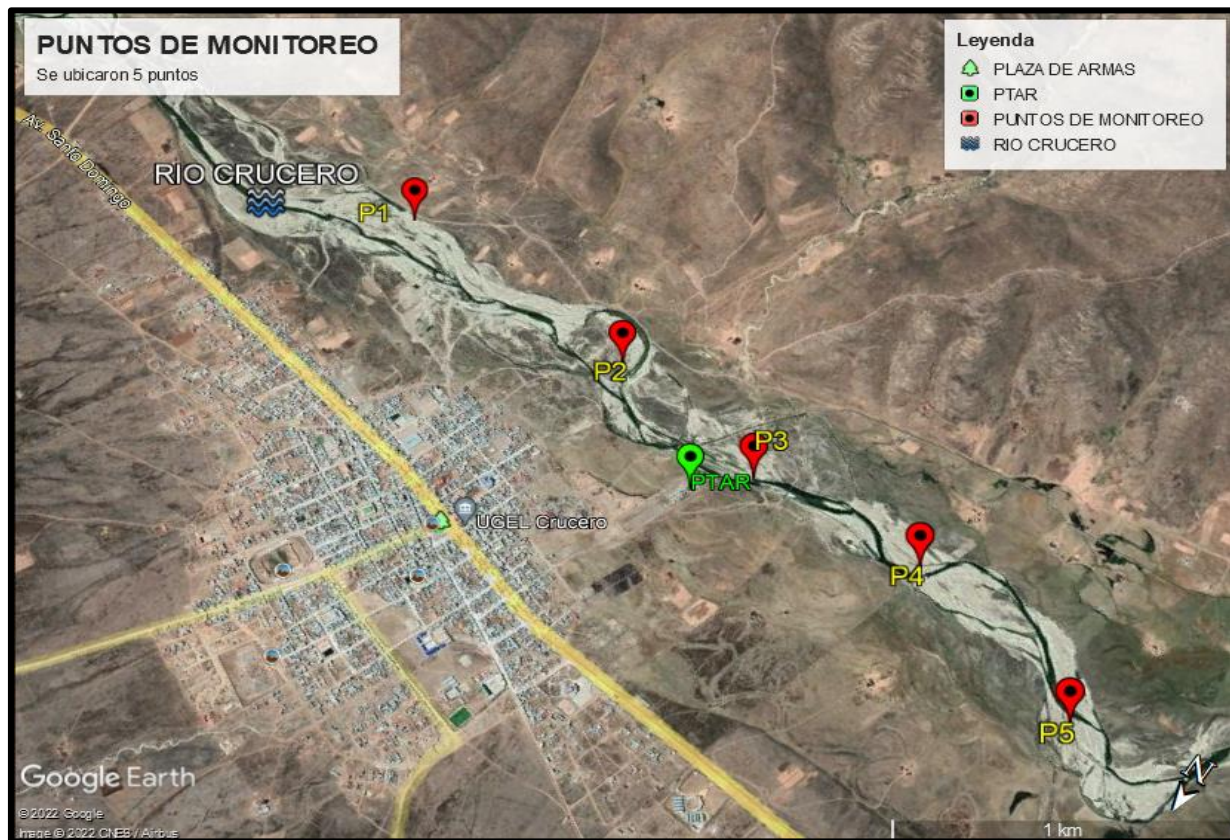 PUNTOS DE MONITOREO
Se ubicaron 5 puntos
Leyenda
PLAZA DE ARMAS
PTAR
PUNTOS DE MONITOREO
RIO CRUCERO
Av. Santo Domingo
RIO CRUCERO
P1
P2
P3
PTAR
UGEL Crucero
P4
P5
N
Google Earth
© 2022 Google
Image © 2022 CNES / Airbus
1 km